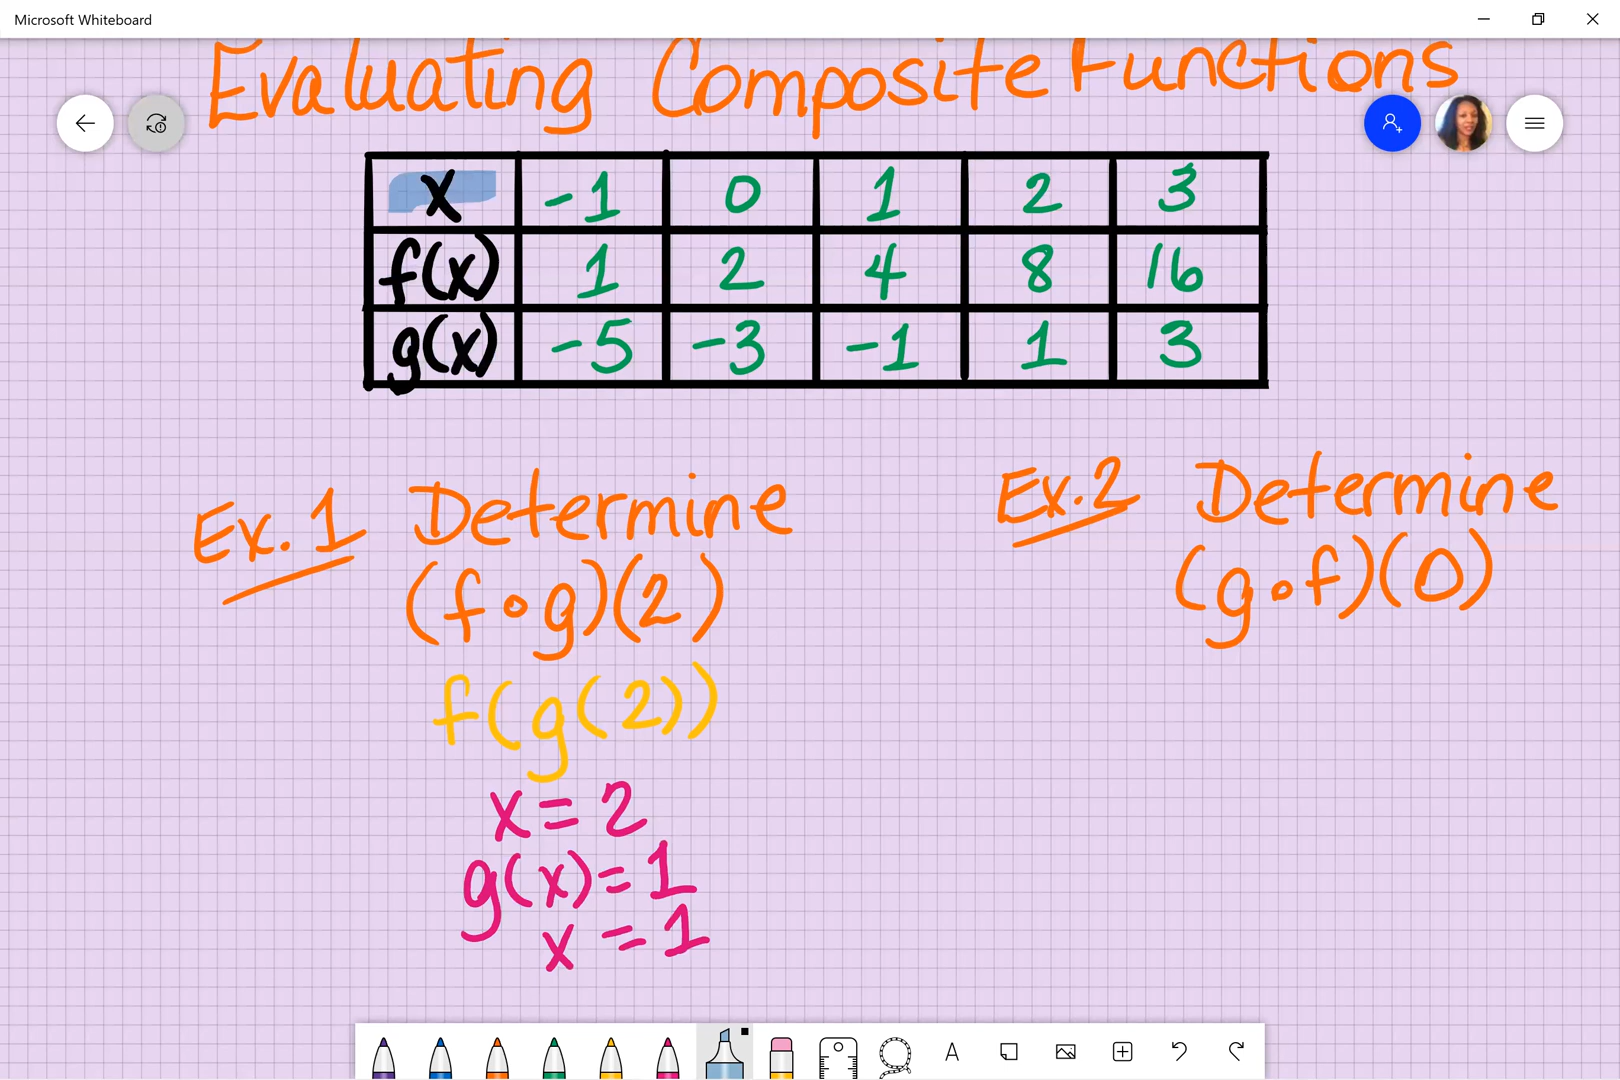 Microsoft Whiteboard
Evaluating Composite Functions
x -1 0 1 2 3
f(x) 1 2 4 8 16
g(x) -5 -3 -1 1 3
Ex. 1 Determine
(f∘g)(2)
f(g(2))
x = 2
g(x) = 1
x = 1
Ex. 2 Determine
(g∘f)(0)
A